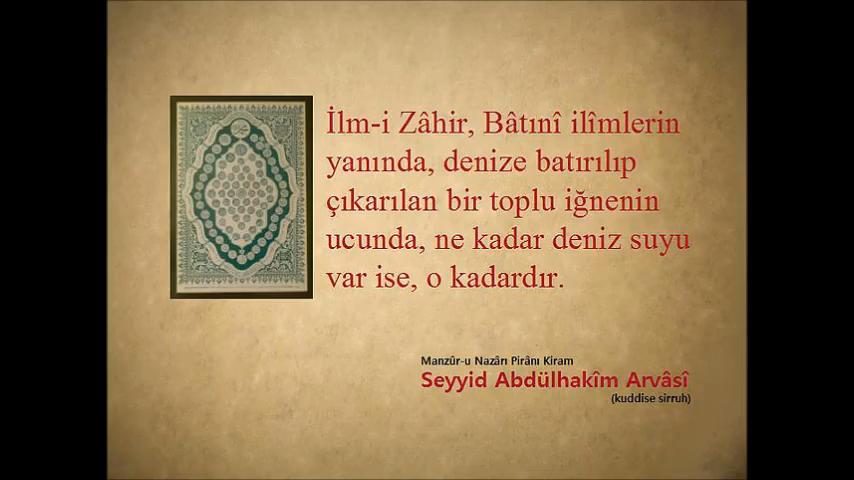 İlm-i Zâhir, Bâtınî ilîmlerin
yanında, denize batırılıp
çıkarılan bir toplu iğnenin
ucunda, ne kadar deniz suyu
var ise, o kadardır.
Manzûr-u Nazârı Pirânı Kiram
Seyyid Abdülhakîm Arvâsî
(kuddise sirruh)